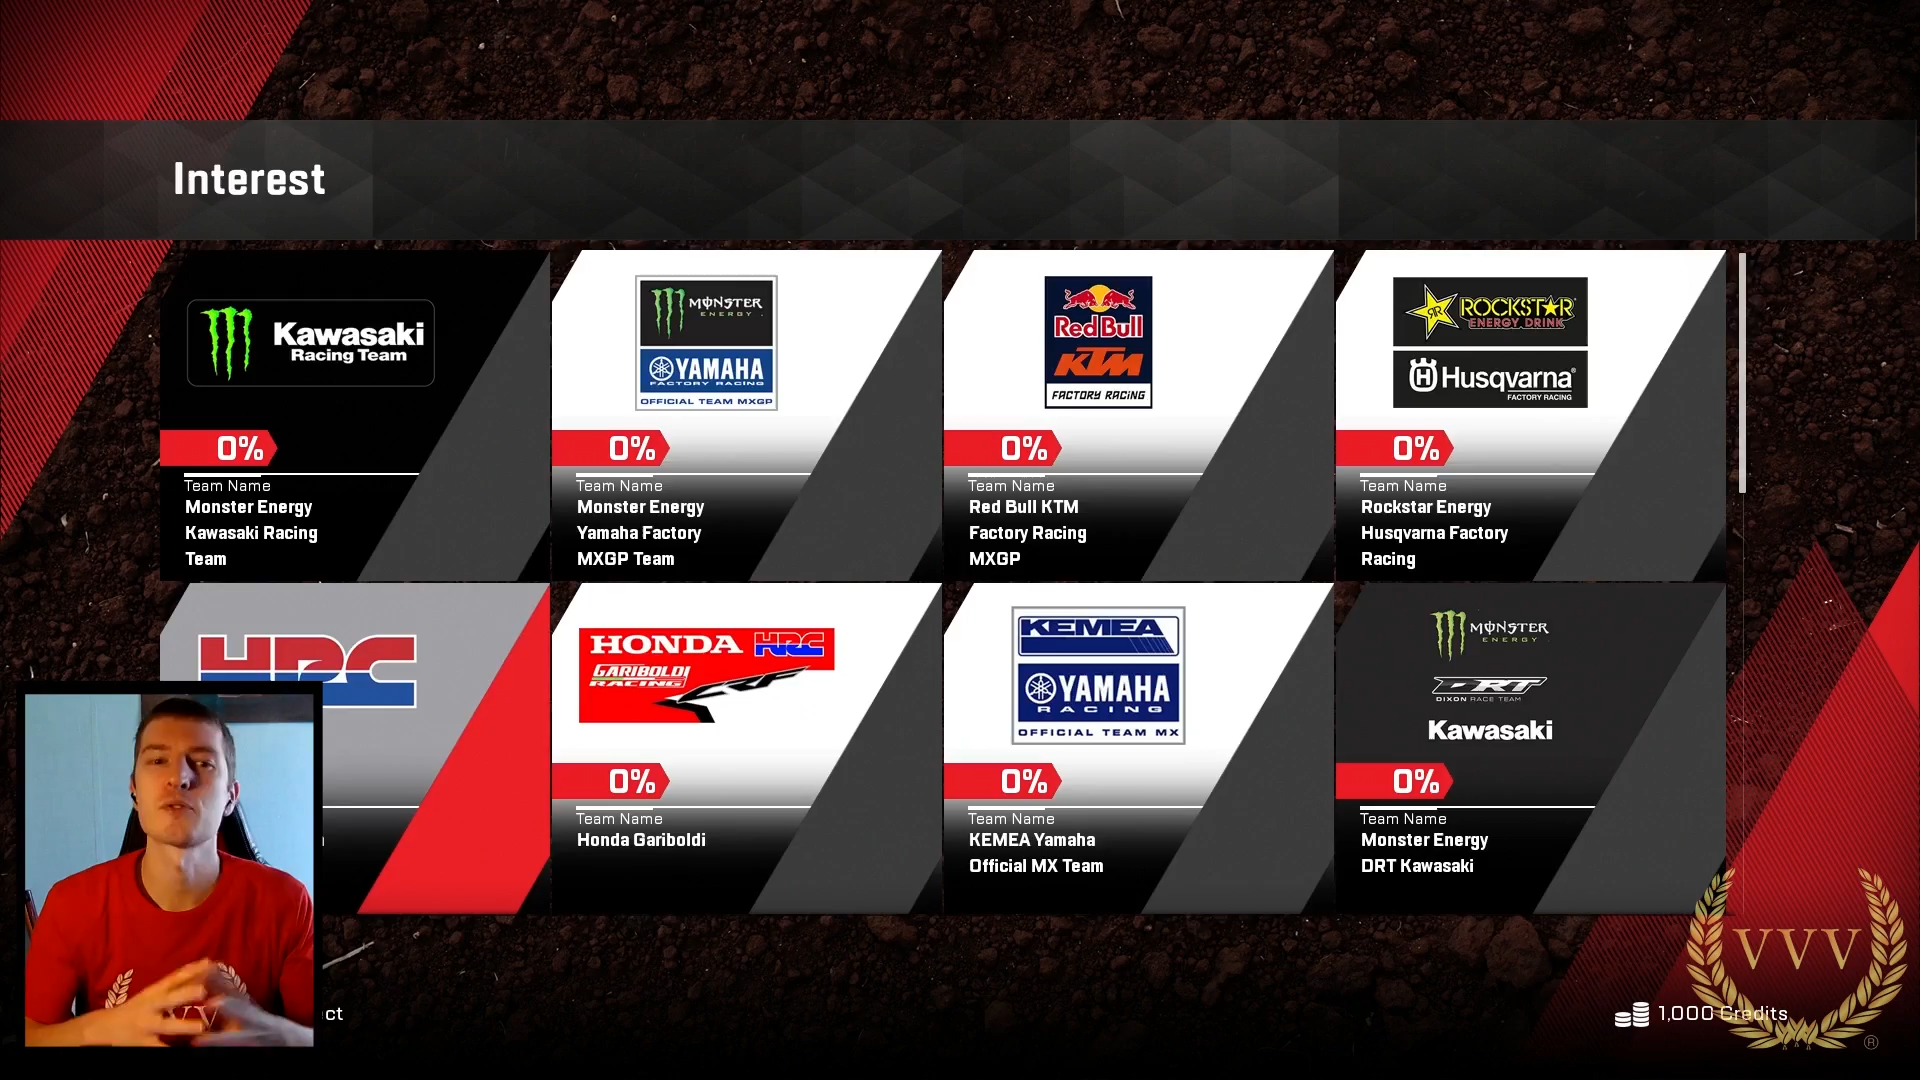 Interest
Kawasaki
Racing Team
MONSTER
ENERGY
YAMAHA
FACTORY RACING
OFFICIAL TEAM MXGP
Red Bull
KTM
FACTORY RACING
ROCKSTAR
ENERGY DRINK
Husqvarna®
FACTORY RACING
0%
0%
0%
0%
Team Name
Monster Energy
Kawasaki Racing
Team
Team Name
Monster Energy
Yamaha Factory
MXGP Team
Team Name
Red Bull KTM
Factory Racing
MXGP
Team Name
Rockstar Energy
Husqvarna Factory
Racing
HRC
HONDA HRC
GARIBOLDI
RACING
CRF
KEMEA
YAMAHA
RACING
OFFICIAL TEAM MX
MONSTER
ENERGY
DRT
DIXON RACE TEAM
Kawasaki
0%
0%
0%
Team Name
Honda Gariboldi
Team Name
KEMEA Yamaha
Official MX Team
Team Name
Monster Energy
DRT Kawasaki
ct
1,000 Credits
VVV
®